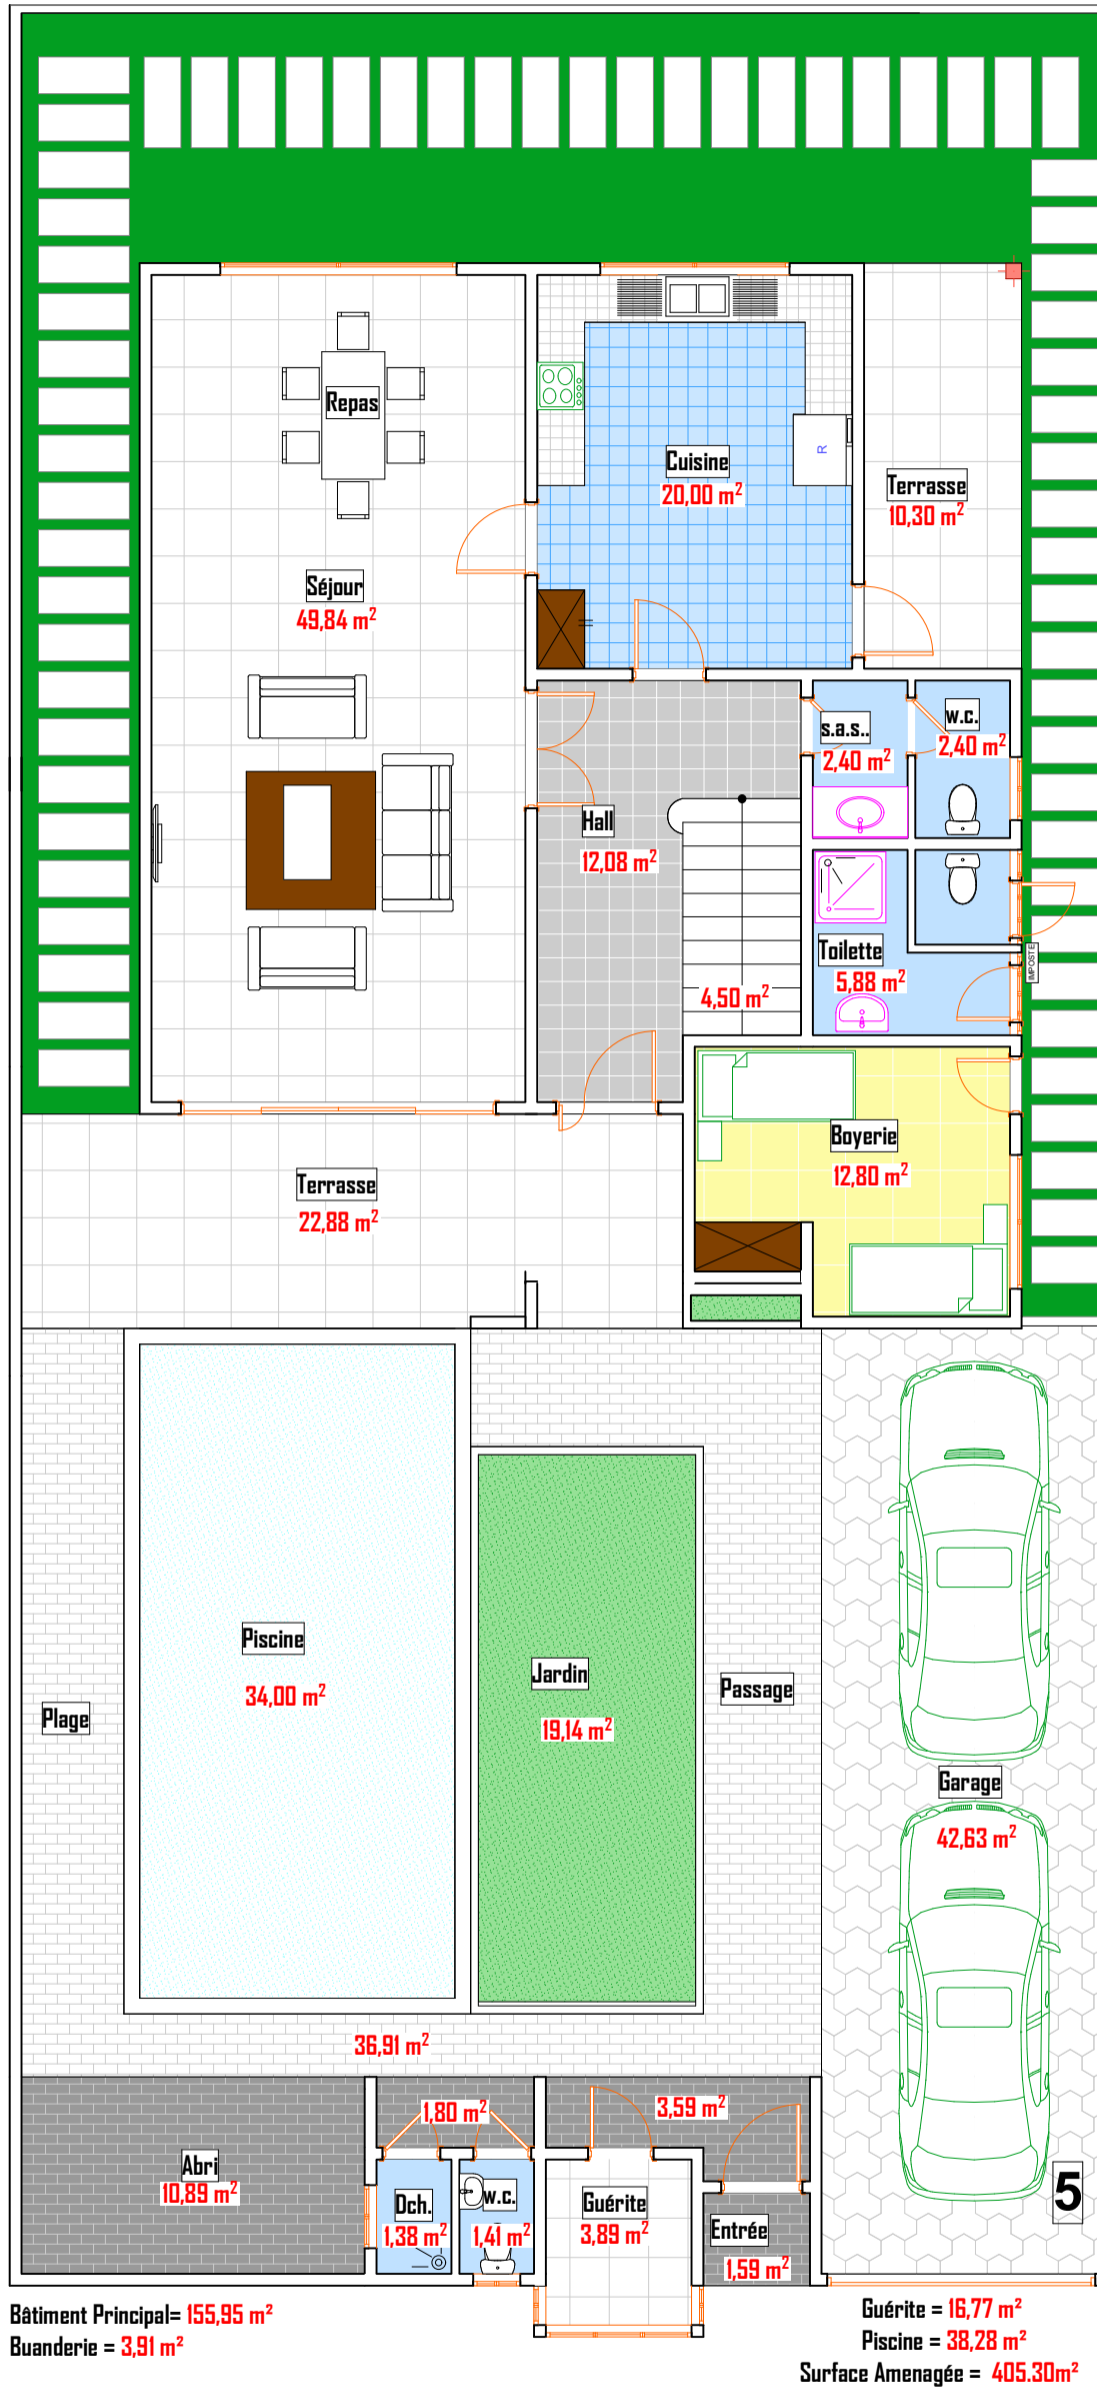 Repas
Cuisine
20,00 m²
R
Terrasse
10,30 m²
Séjour
49,84 m²
s.a.s..
2,40 m²
w.c.
2,40 m²
Hall
12,08 m²
Toilette
5,88 m²
IMPOSTE
4,50 m²
Boyerie
12,80 m²
Terrasse
22,88 m²
Piscine
34,00 m²
Jardin
19,14 m²
Passage
Plage
Garage
42,63 m²
36,91 m²
1,80 m²
3,59 m²
Abri
10,89 m²
Dch.
1,38 m²
w.c.
1,41 m²
Guérite
3,89 m²
Entrée
1,59 m²
5
Bâtiment Principal= 155,95 m²
Buanderie = 3,91 m²
Guérite = 16,77 m²
Piscine = 38,28 m²
Surface Amenagée = 405.30m²